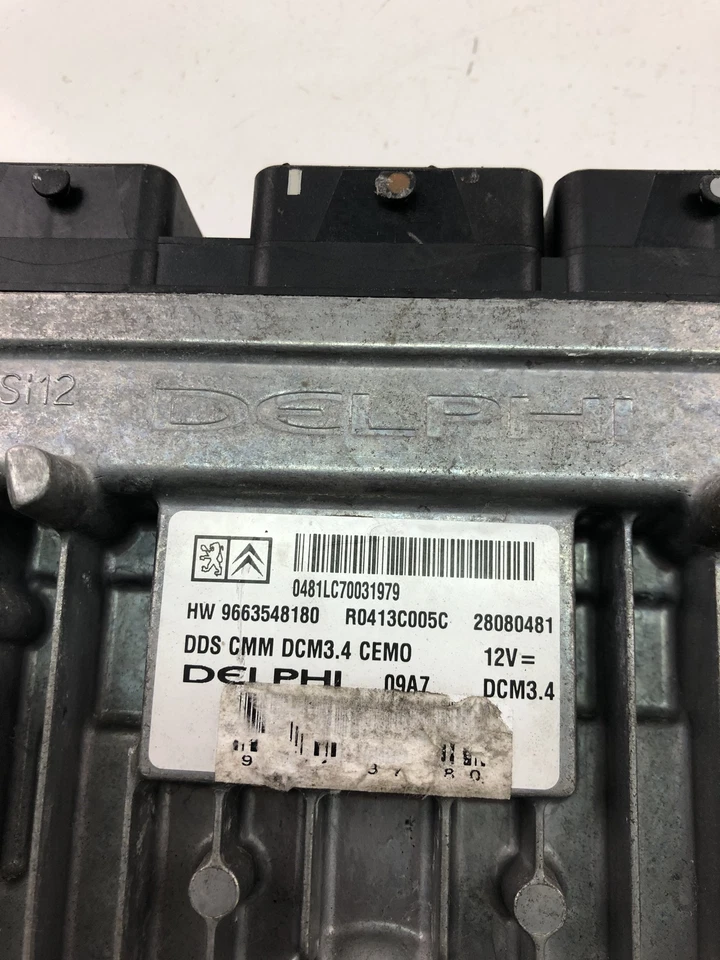 Si12
DELPHI
0481LC70031979
HW 9663548180 R0413C005C 28080481
DDS CMM DCM3.4 CEMO 12V=
DELPHI 09A7 DCM3.4